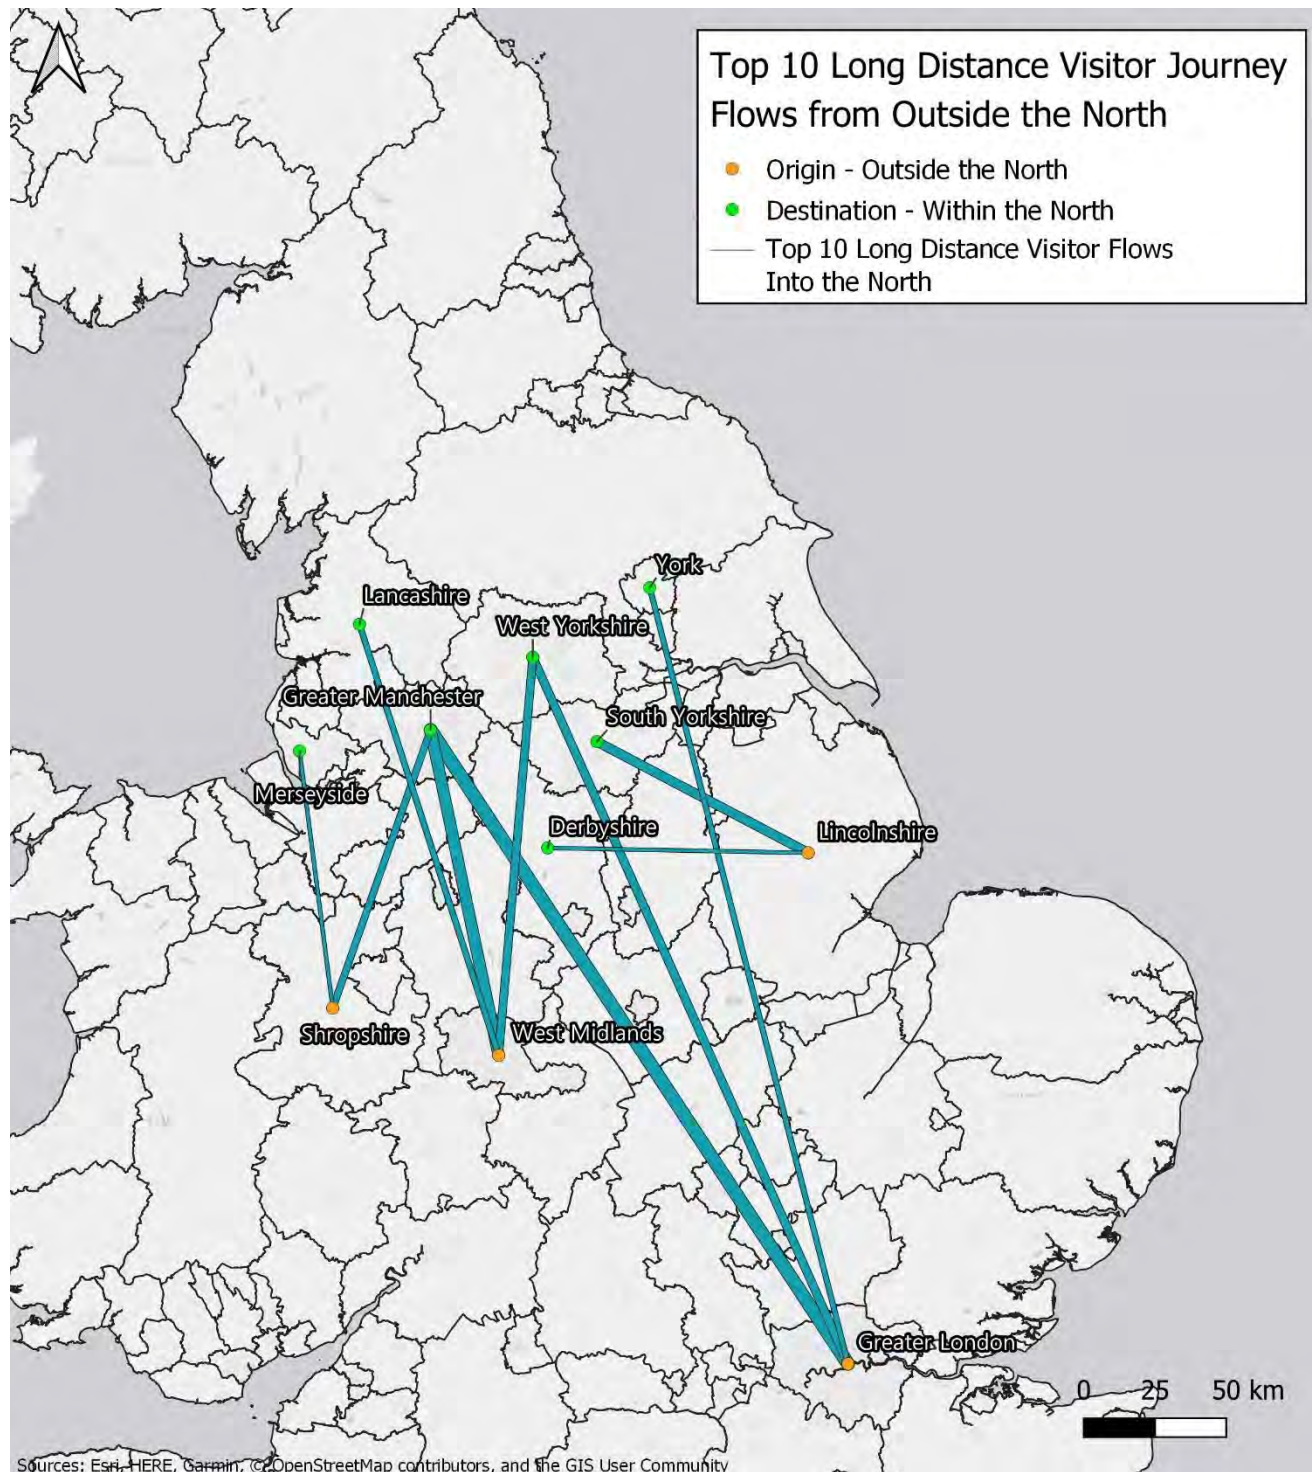 Top 10 Long Distance Visitor Journey
Flows from Outside the North
Origin - Outside the North
Destination - Within the North
Top 10 Long Distance Visitor Flows
Into the North
York
Lancashire
West Yorkshire
Greater Manchester
South Yorkshire
Merseyside
Derbyshire
Lincolnshire
Shropshire
West Midlands
Greater London
0 25 50 km
Sources: Esri, HERE, Garmin, © OpenStreetMap contributors, and the GIS User Community